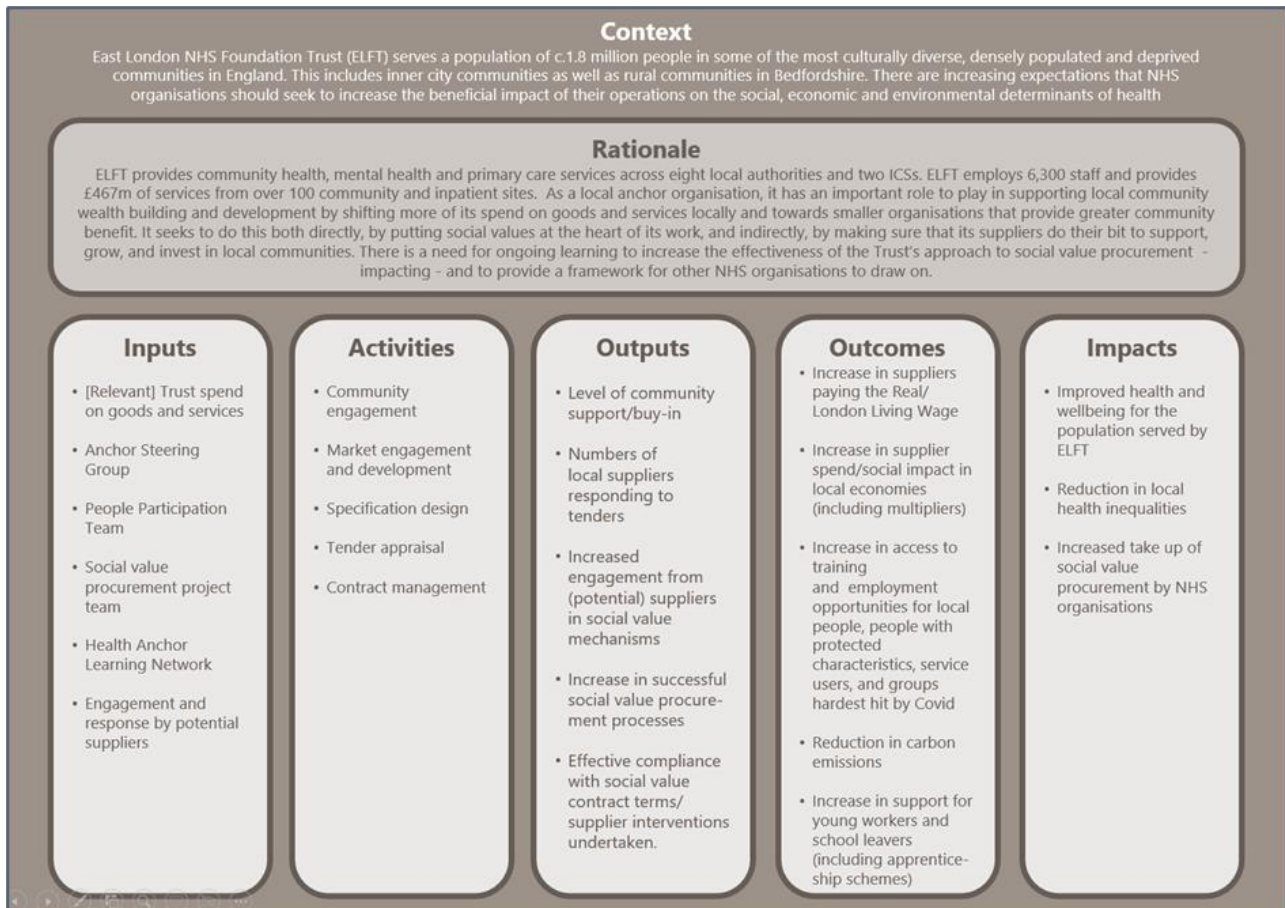 Context
East London NHS Foundation Trust (ELFT) serves a population of c.1.8 million people in some of the most culturally diverse, densely populated and deprived
communities in England. This includes inner city communities as well as rural communities in Bedfordshire. There are increasing expectations that NHS
organisations should seek to increase the beneficial impact of their operations on the social, economic and environmental determinants of health
Rationale
ELFT provides community health, mental health and primary care services across eight local authorities and two ICSs. ELFT employs 6,300 staff and provides
£467m of services from over 100 community and inpatient sites. As a local anchor organisation, it has an important role to play in supporting local community
wealth building and development by shifting more of its spend on goods and services locally and towards smaller organisations that provide greater community
benefit. It seeks to do this both directly, by putting social values at the heart of its work, and indirectly, by making sure that its suppliers do their bit to support,
grow, and invest in local communities. There is a need for ongoing learning to increase the effectiveness of the Trust's approach to social value procurement -
impacting - and to provide a framework for other NHS organisations to draw on.
Inputs
• [Relevant] Trust spend
on goods and services
• Anchor Steering
Group
• People Participation
Team
• Social value
procurement project
team
• Health Anchor
Learning Network
• Engagement and
response by potential
suppliers
Activities
• Community
engagement
• Market engagement
and development
• Specification design
• Tender appraisal
• Contract management
Outputs
• Level of community
support/buy-in
• Numbers of
local suppliers
responding to
tenders
• Increased
engagement from
(potential) suppliers
in social value
mechanisms
• Increase in successful
social value procure-
ment processes
• Effective compliance
with social value
contract terms/
supplier interventions
undertaken.
Outcomes
• Increase in suppliers
paying the Real/
London Living Wage
• Increase in supplier
spend/social impact in
local economies
(including multipliers)
• Increase in access to
training
and employment
opportunities for local
people, people with
protected
characteristics, service
users, and groups
hardest hit by Covid
• Reduction in carbon
emissions
• Increase in support for
young workers and
school leavers
(including apprentice-
ship schemes)
Impacts
• Improved health and
wellbeing for the
population served by
ELFT
• Reduction in local
health inequalities
• Increased take up of
social value
procurement by NHS
organisations